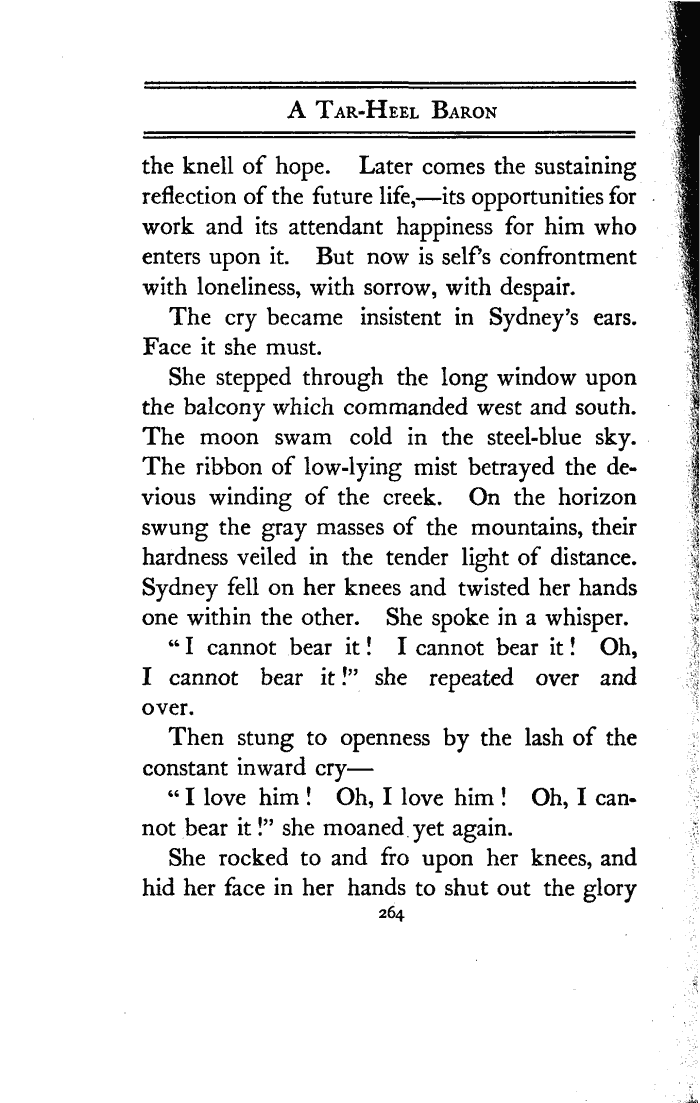 A Tar-Heel Baron
the knell of hope. Later comes the sustaining
reflection of the future life,—its opportunities for
work and its attendant happiness for him who
enters upon it. But now is self's confrontment
with loneliness, with sorrow, with despair.
The cry became insistent in Sydney's ears.
Face it she must.
She stepped through the long window upon
the balcony which commanded west and south.
The moon swam cold in the steel-blue sky.
The ribbon of low-lying mist betrayed the de-
vious winding of the creek. On the horizon
swung the gray masses of the mountains, their
hardness veiled in the tender light of distance.
Sydney fell on her knees and twisted her hands
one within the other. She spoke in a whisper.
“I cannot bear it! I cannot bear it! Oh,
I cannot bear it!” she repeated over and
over.
Then stung to openness by the lash of the
constant inward cry—
“I love him! Oh, I love him! Oh, I can-
not bear it!” she moaned yet again.
She rocked to and fro upon her knees, and
hid her face in her hands to shut out the glory
264